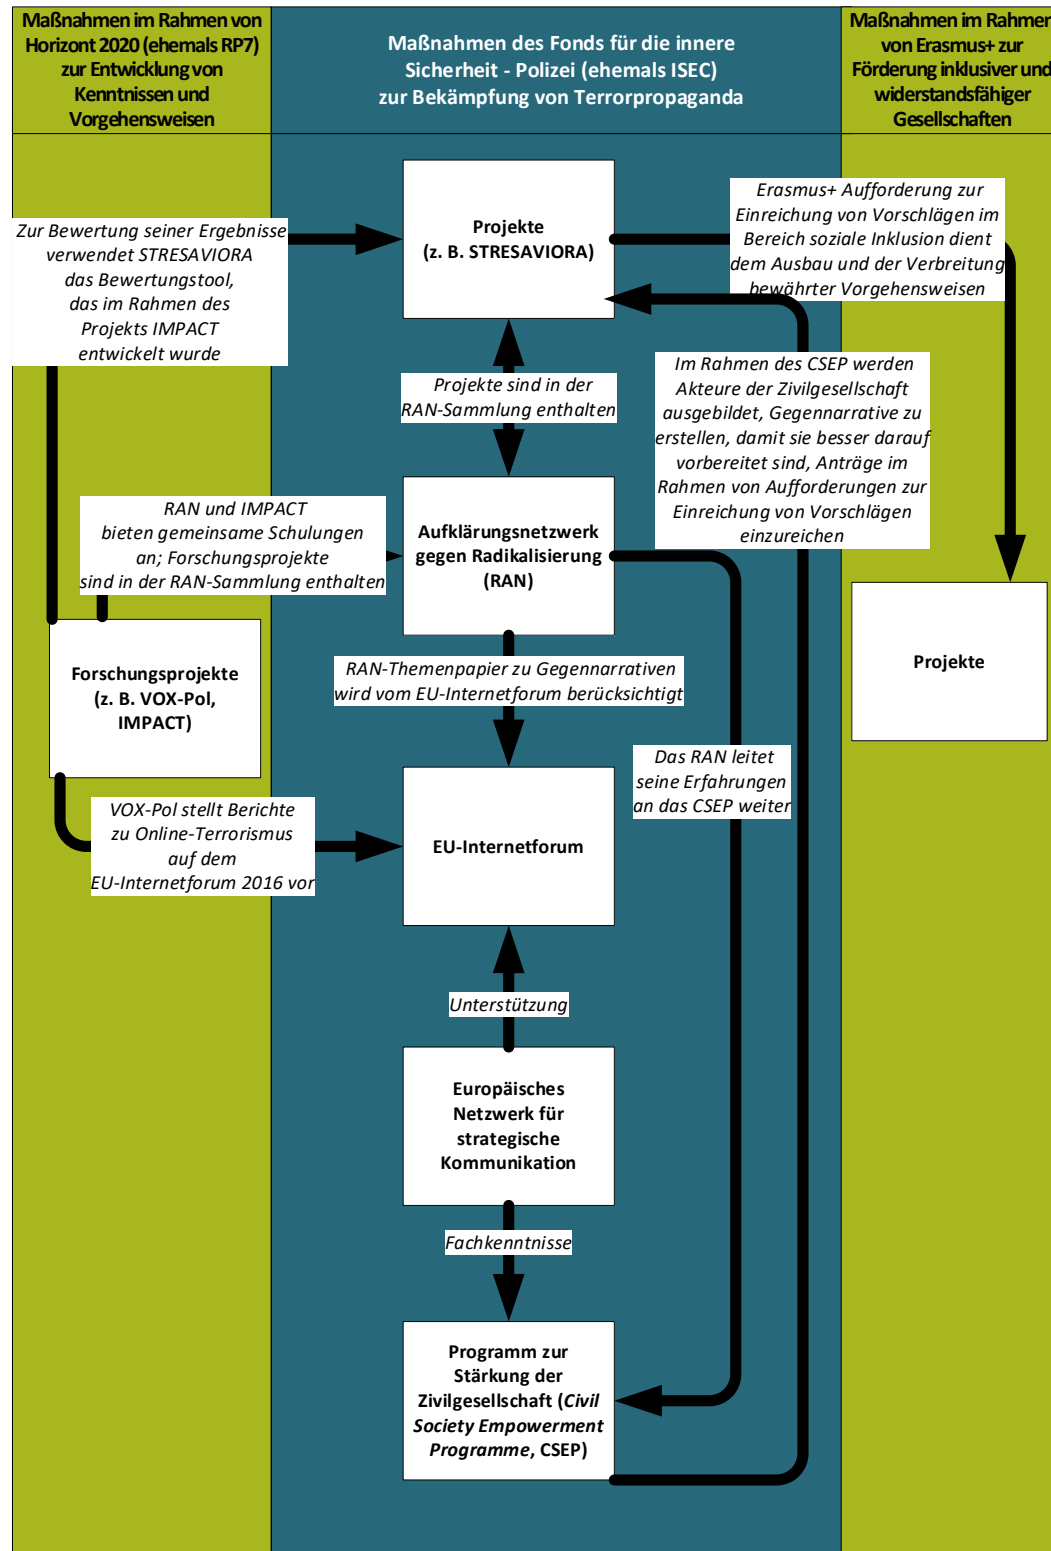 Maßnahmen im Rahmen von
Horizont 2020 (ehemals RP7)
zur Entwicklung von
Kenntnissen und
Vorgehensweisen
Maßnahmen des Fonds für die innere
Sicherheit - Polizei (ehemals ISEC)
zur Bekämpfung von Terrorpropaganda
Maßnahmen im Rahmen
von Erasmus+ zur
Förderung inklusiver und
widerstandsfähiger
Gesellschaften
Zur Bewertung seiner Ergebnisse
verwendet STRESAVIORA
das Bewertungstool,
das im Rahmen des
Projekts IMPACT
entwickelt wurde
Projekte
(z. B. STRESAVIORA)
Erasmus+ Aufforderung zur
Einreichung von Vorschlägen im
Bereich soziale Inklusion dient
dem Ausbau und der Verbreitung
bewährter Vorgehensweisen
Projekte sind in der
RAN-Sammlung enthalten
Im Rahmen des CSEP werden
Akteure der Zivilgesellschaft
ausgebildet, Gegennarrative zu
erstellen, damit sie besser darauf
vorbereitet sind, Anträge im
Rahmen von Aufforderungen zur
Einreichung von Vorschlägen
einzureichen
RAN und IMPACT
bieten gemeinsame Schulungen
an; Forschungsprojekte
sind in der RAN-Sammlung enthalten
Aufklärungsnetzwerk
gegen Radikalisierung
(RAN)
Forschungsprojekte
(z. B. VOX-Pol,
IMPACT)
RAN-Themenpapier zu Gegennarrativen
wird vom EU-Internetforum berücksichtigt
Projekte
Das RAN leitet
seine Erfahrungen
an das CSEP weiter
VOX-Pol stellt Berichte
zu Online-Terrorismus
auf dem
EU-Internetforum 2016 vor
EU-Internetforum
Unterstützung
Europäisches
Netzwerk für
strategische
Kommunikation
Fachkenntnisse
Programm zur
Stärkung der
Zivilgesellschaft (Civil
Society Empowerment
Programme, CSEP)